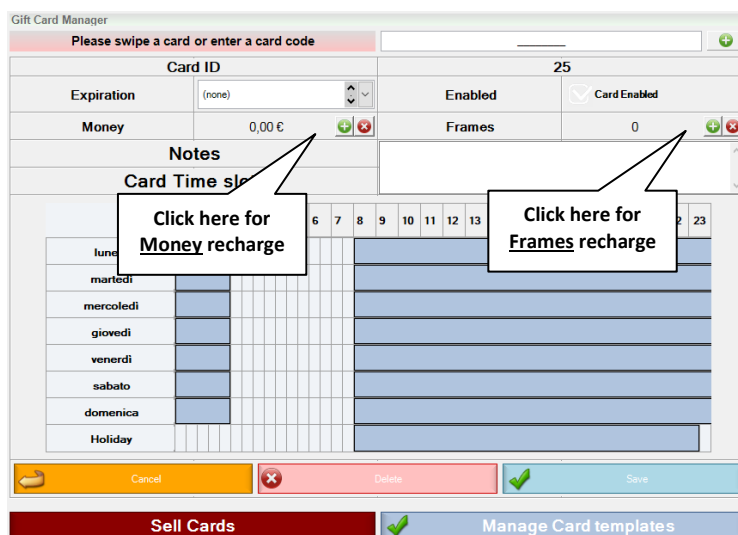 Gift Card Manager
Please swipe a card or enter a card code
Card ID 25
Expiration (none) Enabled Card Enabled
Money 0,00 € Frames 0
Notes
Card Time
Click here for
Money recharge
Click here for
Frames recharge
6 7 8 9 10 11 12 13 23
martedì
mercoledì
giovedì
venerdì
sabato
domenica
Holiday
Cancel Delete Save
Sell Cards Manage Card templates